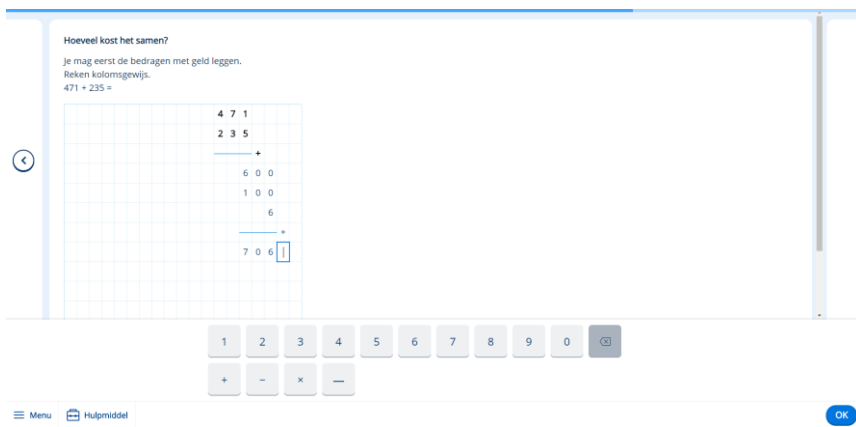 Hoeveel kost het samen?
Je mag eerst de bedragen met geld leggen.
Reken kolomsgewijs.
471 + 235 =
4 7 1
2 3 5
+
6 0 0
1 0 0
6
+
7 0 6
1 2 3 4 5 6 7 8 9 0
+ − × —
Menu Hulpmiddel OK